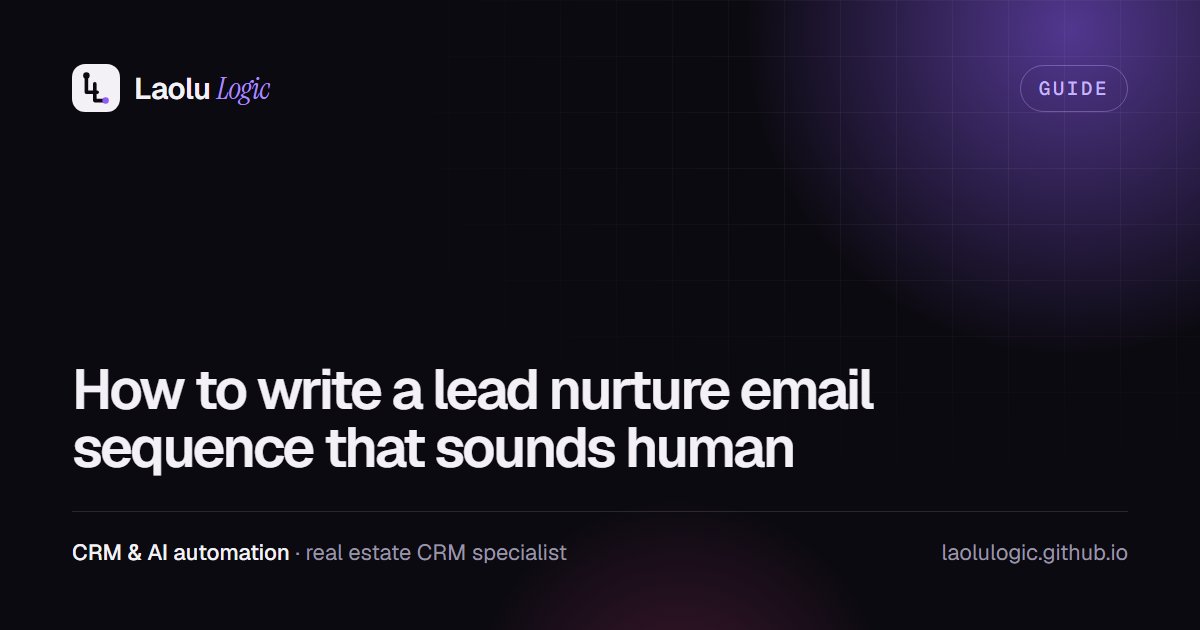 Laolu Logic
GUIDE
How to write a lead nurture email
sequence that sounds human
CRM & AI automation · real estate CRM specialist
laolulogic.github.io